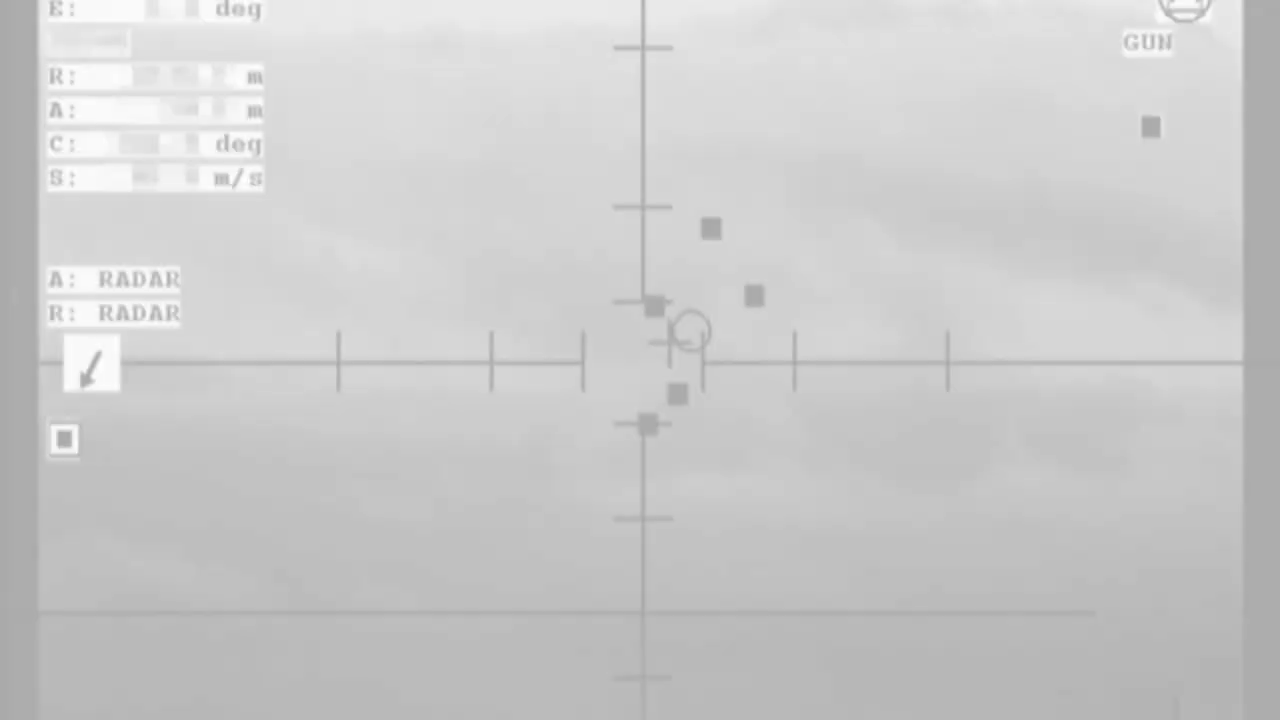 E: deg
GUN
R: m
A: m
C: deg
S: m/s
A: RADAR
R: RADAR